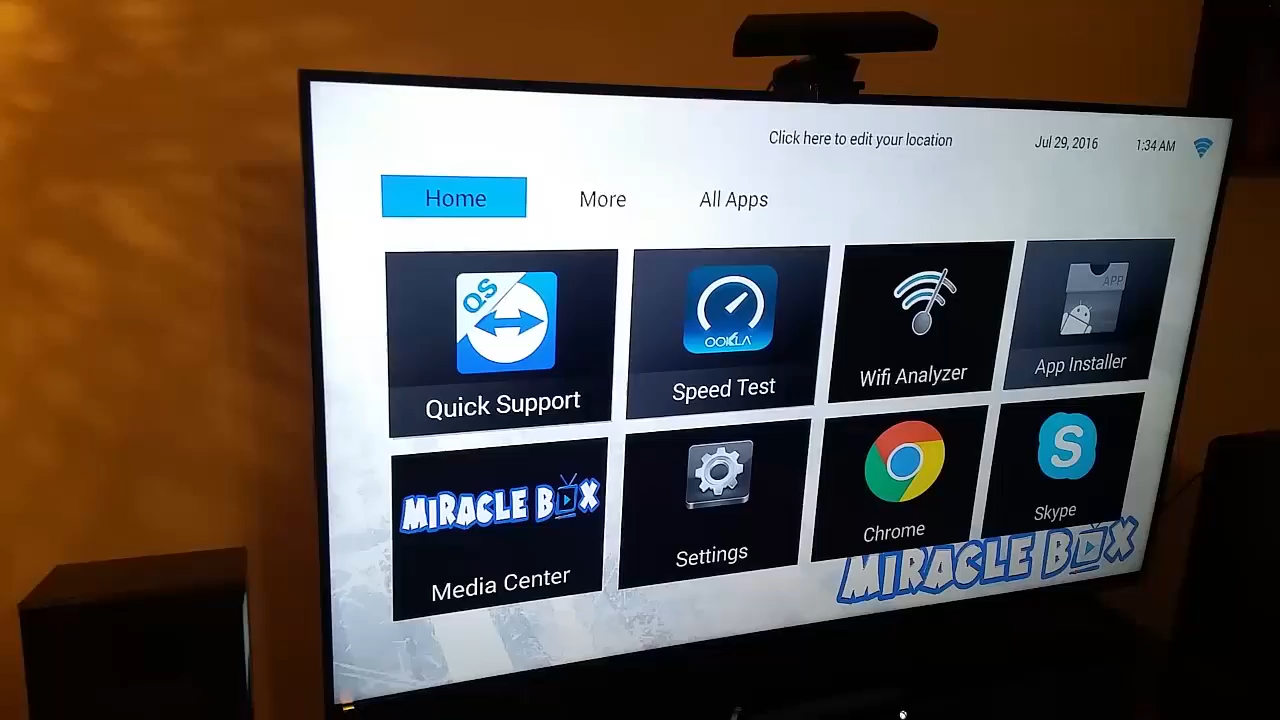 Click here to edit your location
Jul 29, 2016
1:34 AM
Home
More
All Apps
QS
Quick Support
OOKLA
Speed Test
Wifi Analyzer
APP
App Installer
MIRACLE BOX
Media Center
Settings
Chrome
S
Skype
MIRACLE BOX